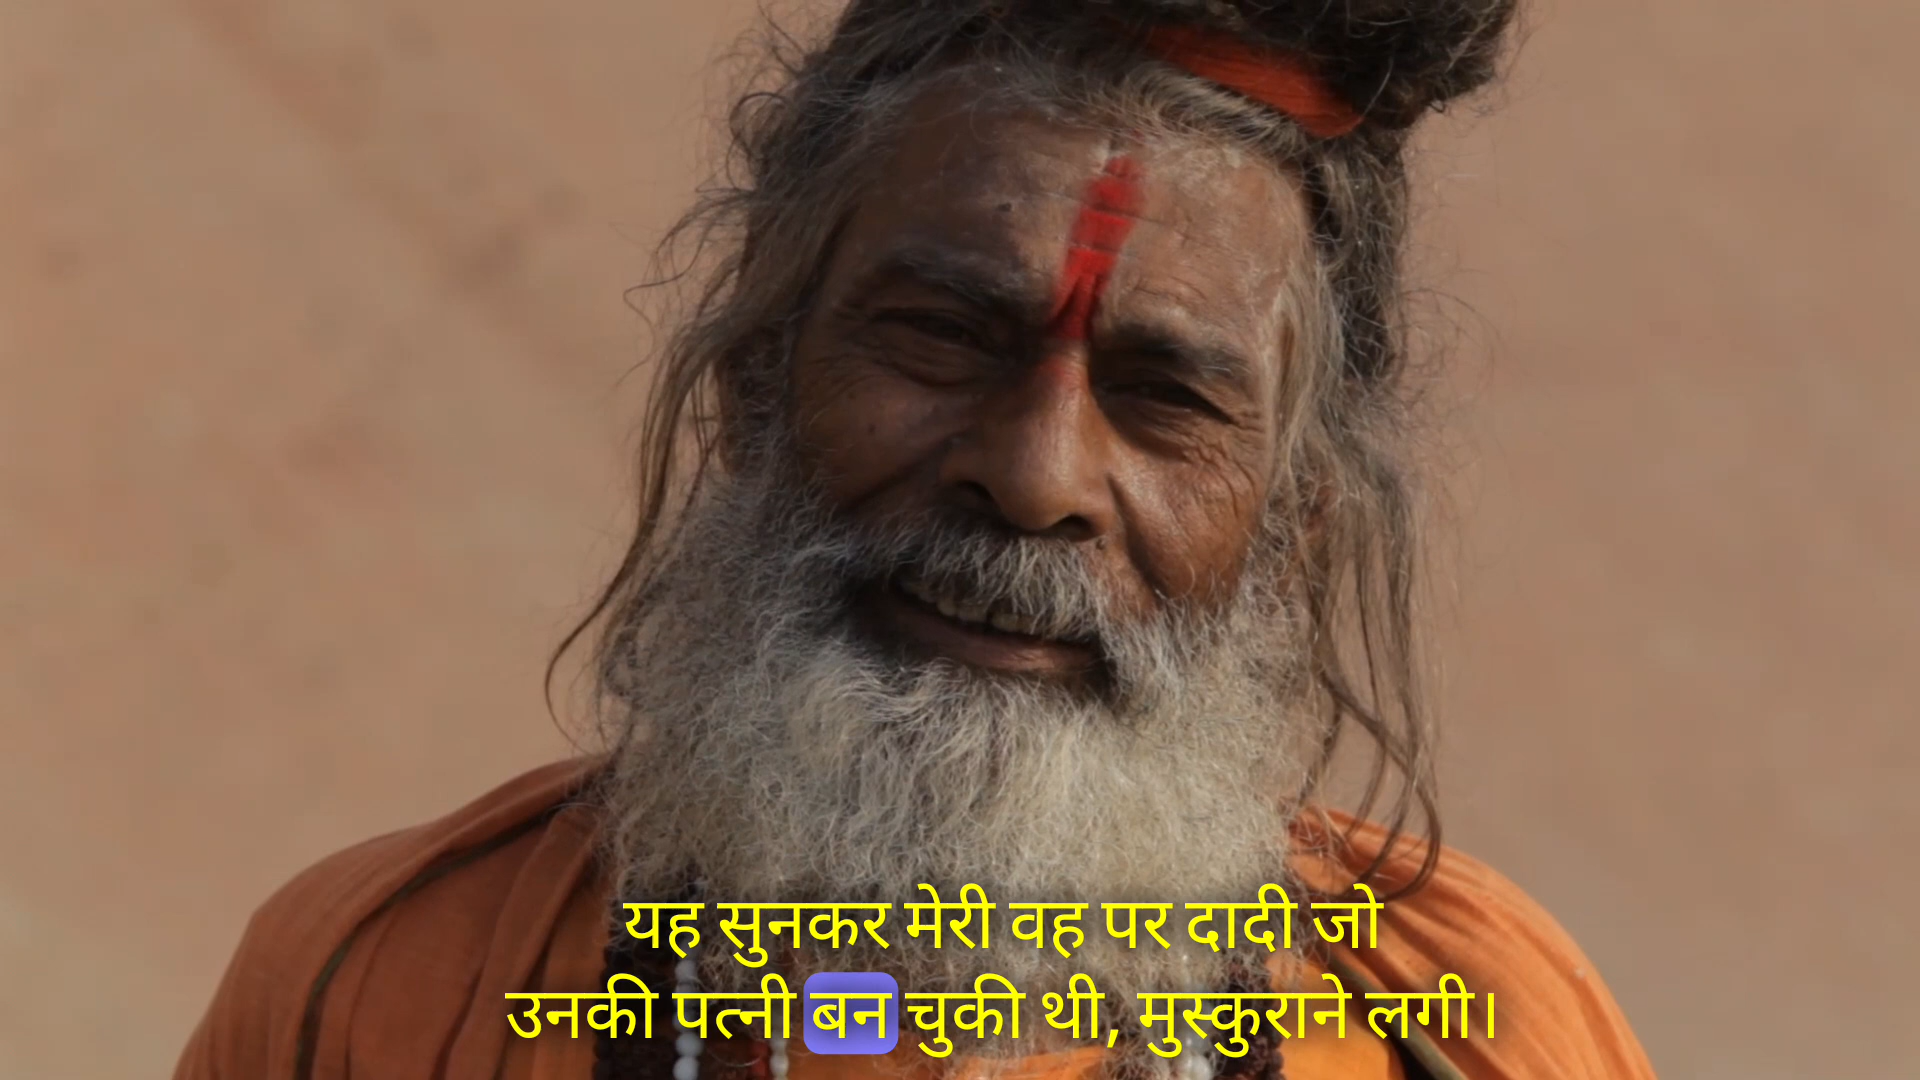 यह सुनकर मेरी वह पर दादी जो
उनकी पत्नी बन चुकी थी, मुस्कुराने लगी।